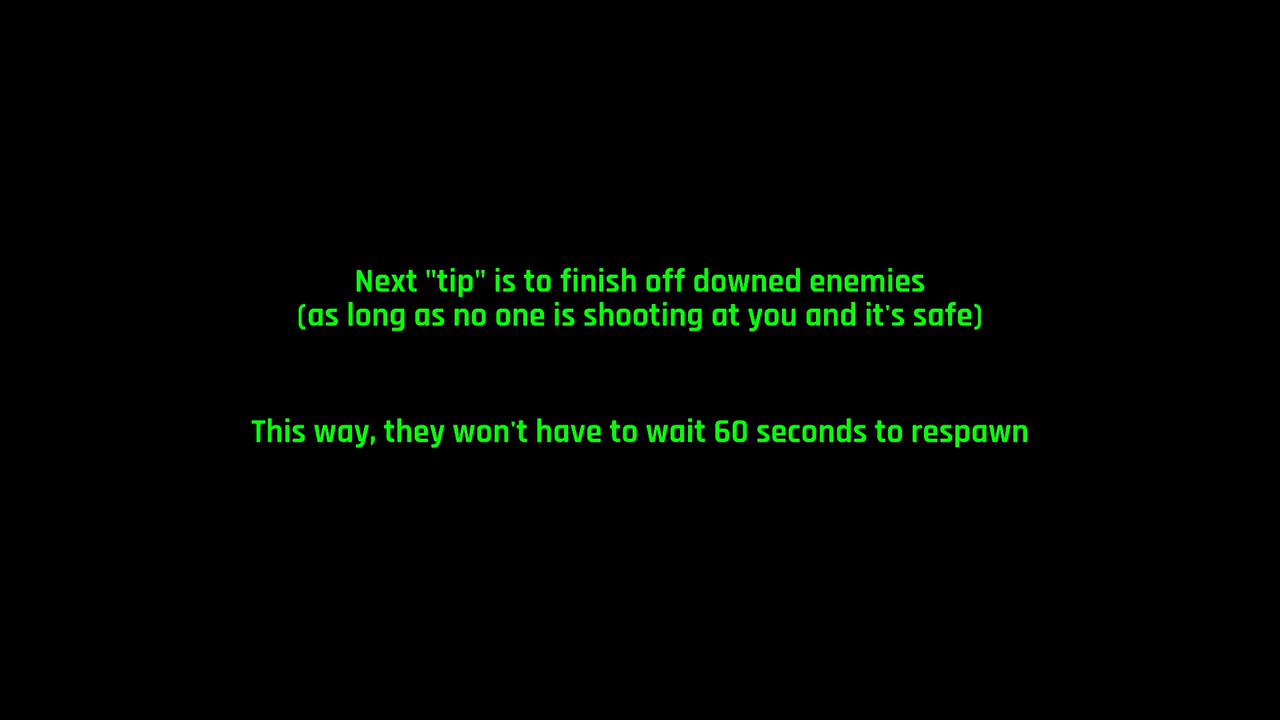 Next "tip" is to finish off downed enemies
(as long as no one is shooting at you and it's safe)
This way, they won't have to wait 60 seconds to respawn